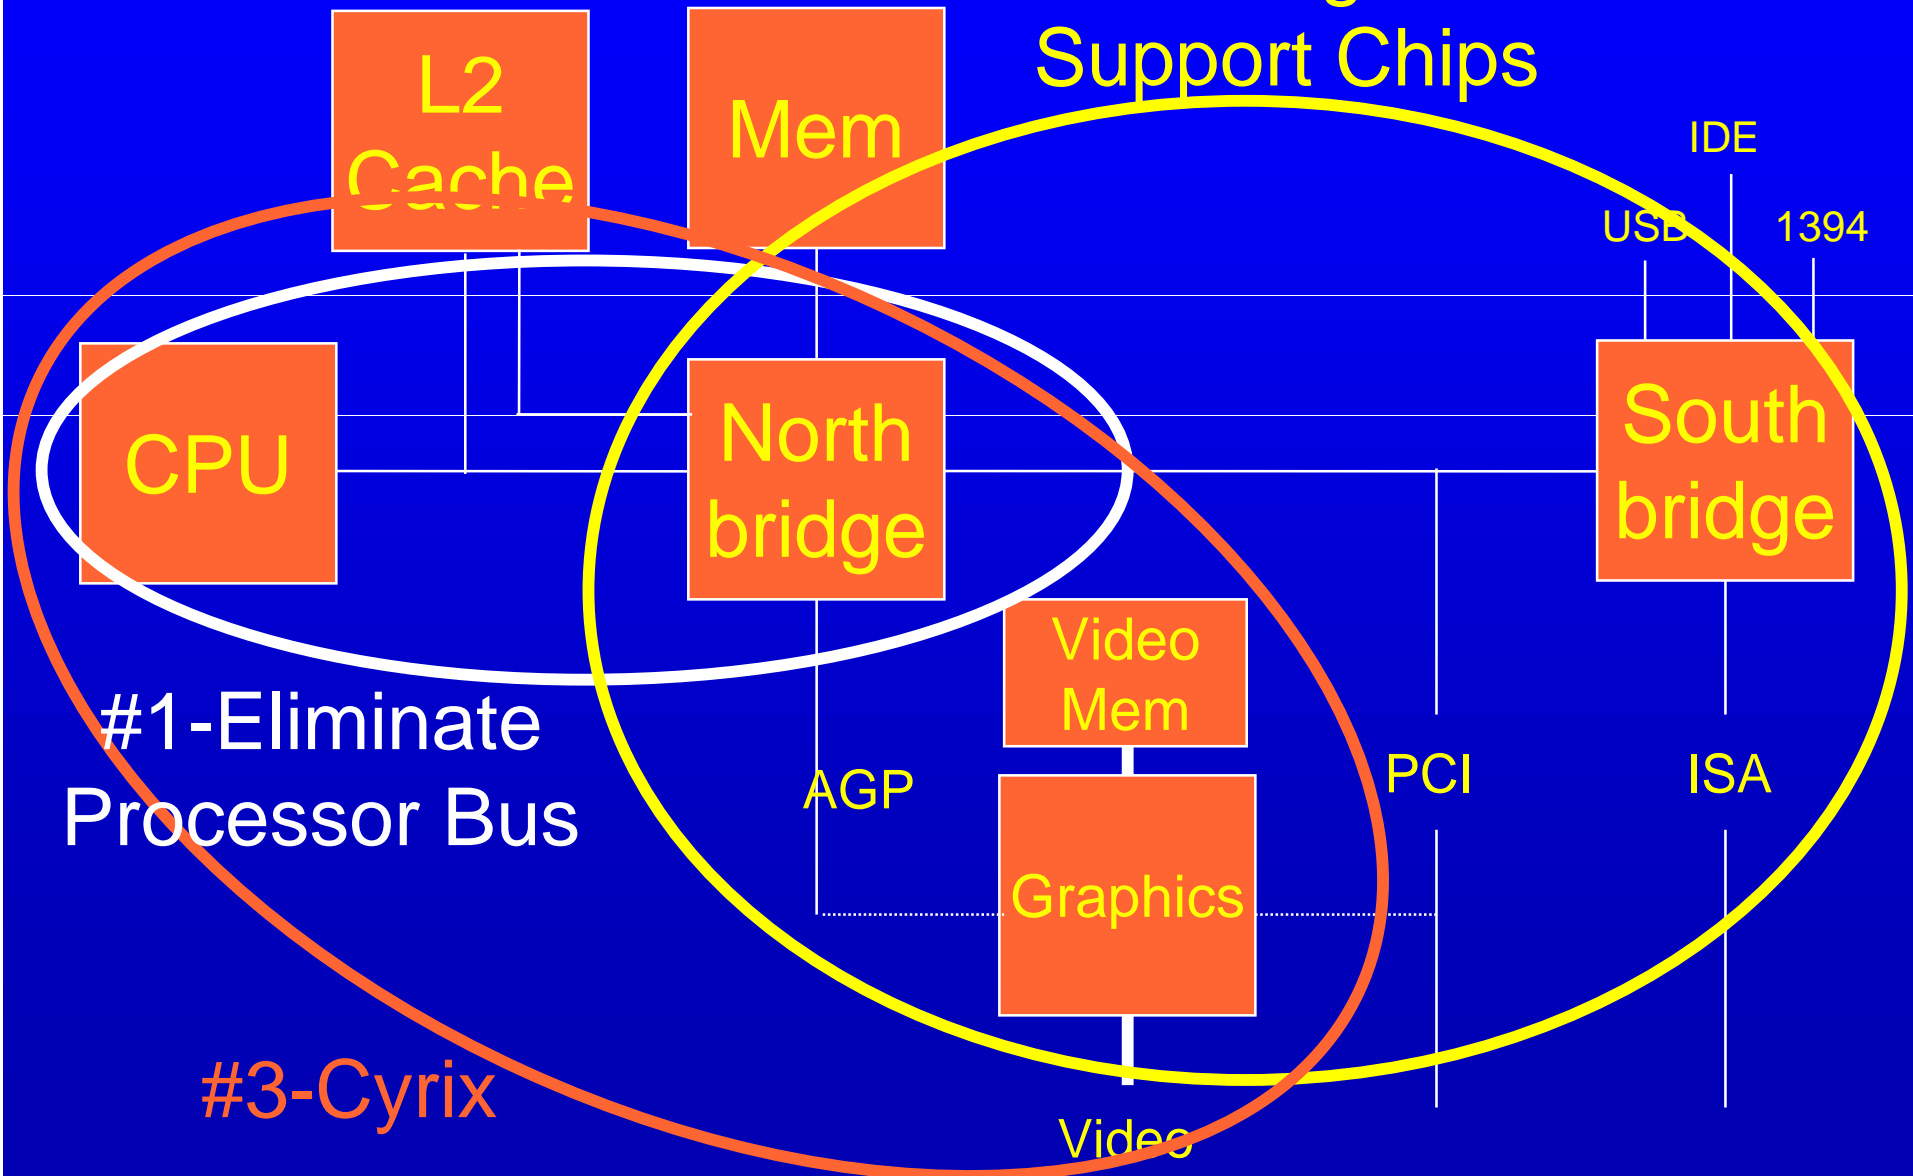 Support Chips
L2
Cache
Mem
IDE
USB
1394
CPU
North
bridge
South
bridge
Video
Mem
#1-Eliminate
Processor Bus
AGP
PCI
ISA
Graphics
#3-Cyrix
Video